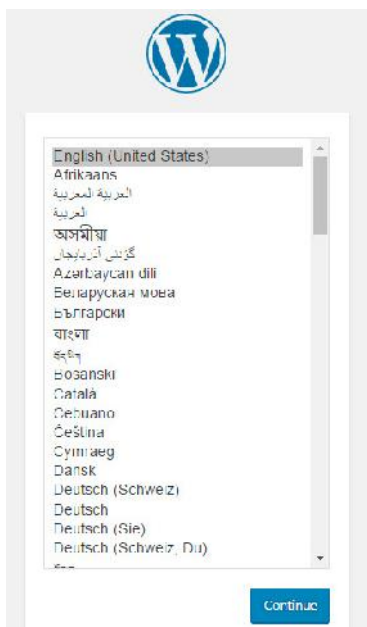 English (United States)
Afrikaans
العربية المغربية
العربية
অসমীয়া
گؤنئی آذربایجان
Azərbaycan dili
Беларуская мова
Български
বাংলা
Bosanski
Català
Cebuano
Čeština
Cymraeg
Dansk
Deutsch (Schweiz)
Deutsch
Deutsch (Sie)
Deutsch (Schweiz, Du)
Continue